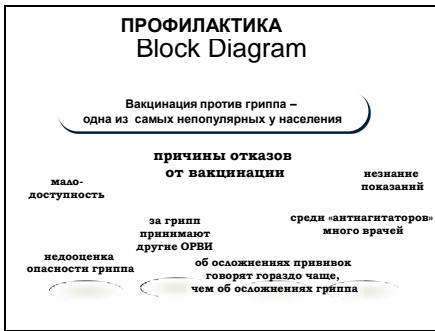 ПРОФИЛАКТИКА
Block Diagram
Вакцинация против гриппа –
одна из самых непопулярных у населения
причины отказов
от вакцинации
мало-
доступность
незнание
показаний
за грипп
принимают
другие ОРВИ
среди «антиагитаторов»
много врачей
недооценка
опасности гриппа
об осложнениях прививок
говорят гораздо чаще,
чем об осложнениях гриппа